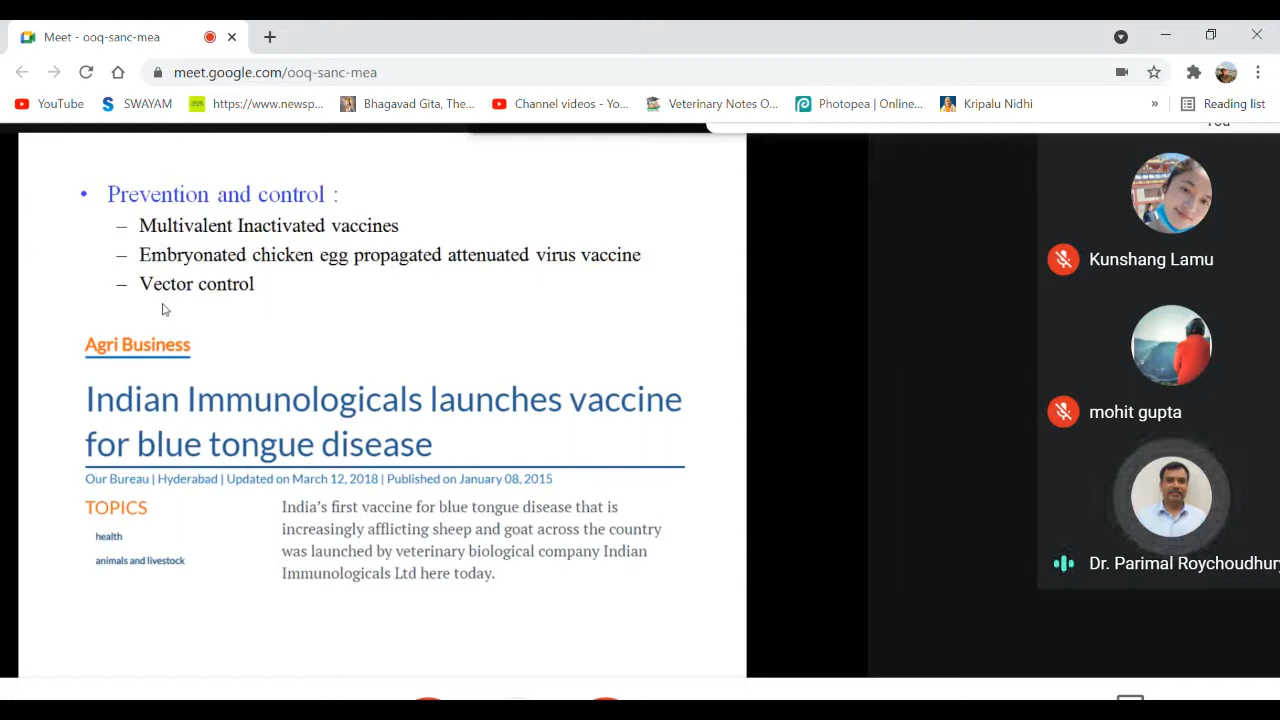 Meet - ooq-sanc-mea
meet.google.com/ooq-sanc-mea
YouTube
SWAYAM
https://www.newsp...
Bhagavad Gita, The...
Channel videos - Yo...
Veterinary Notes O...
Photopea | Online...
Kripalu Nidhi
»
Reading list
You
• Prevention and control :
– Multivalent Inactivated vaccines
– Embryonated chicken egg propagated attenuated virus vaccine
– Vector control
Agri Business
Indian Immunologicals launches vaccine
for blue tongue disease
Our Bureau | Hyderabad | Updated on March 12, 2018 | Published on January 08, 2015
TOPICS
health
animals and livestock
India's first vaccine for blue tongue disease that is
increasingly afflicting sheep and goat across the country
was launched by veterinary biological company Indian
Immunologicals Ltd here today.
Kunshang Lamu
mohit gupta
Dr. Parimal Roychoudhury